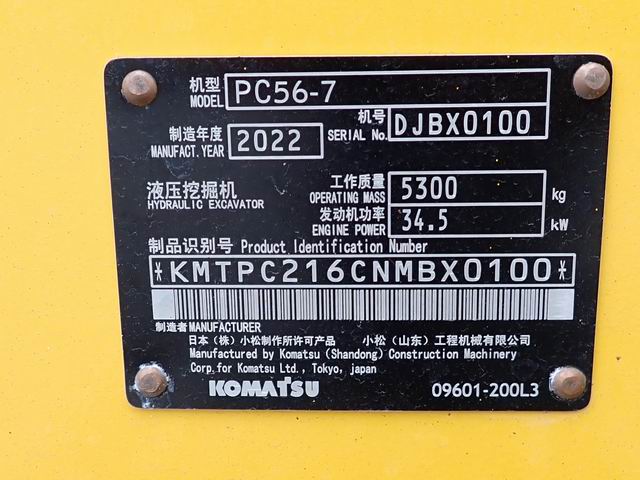 机型 MODEL PC56-7
机号 SERIAL No. DJBX0100
制造年度 MANUFACT. YEAR 2022
液压挖掘机 HYDRAULIC EXCAVATOR
工作质量 OPERATING MASS 5300 kg
发动机功率 ENGINE POWER 34.5 kW
制品识别号 Product Identification Number
*KMTPC216CNMBX0100*
制造者 MANUFACTURER
日本（株）小松制作所许可产品 小松（山东）工程机械有限公司
Manufactured by Komatsu (Shandong) Construction Machinery
Corp. for Komatsu Ltd., Tokyo, japan
KOMATSU 09601-200L3